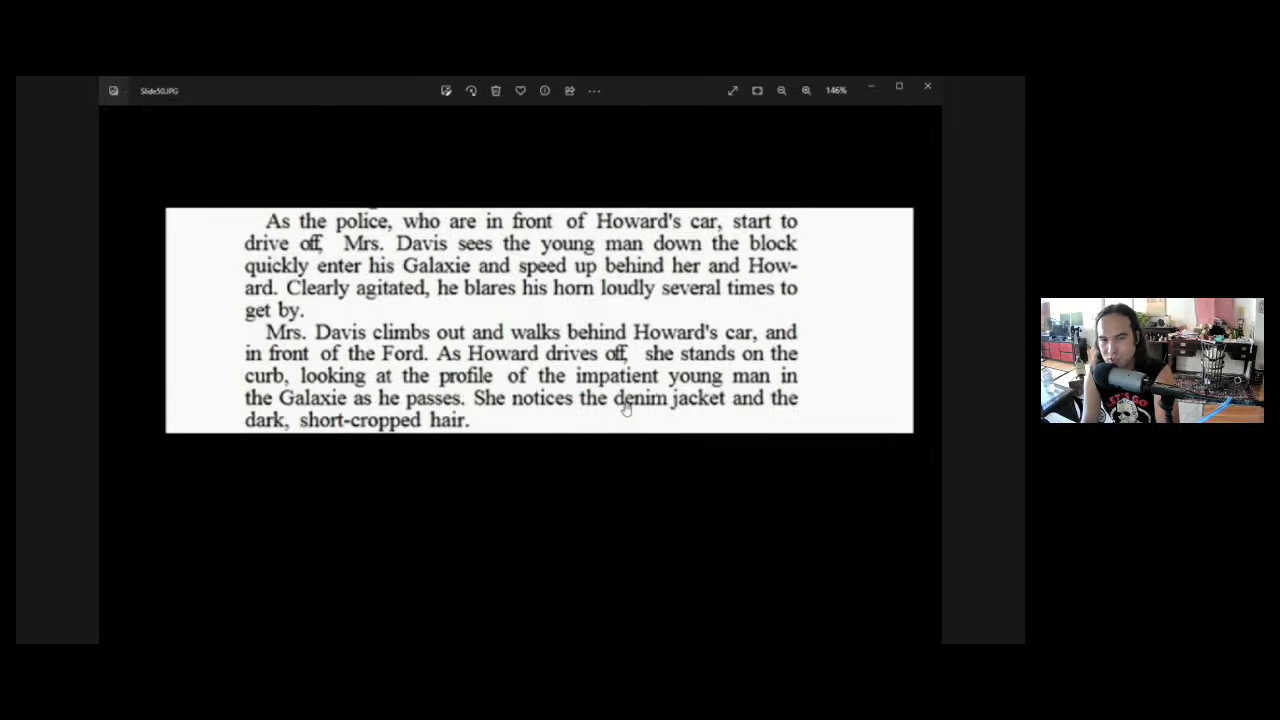 Slide50.JPG
146%
As the police, who are in front of Howard's car, start to
drive off, Mrs. Davis sees the young man down the block
quickly enter his Galaxie and speed up behind her and How-
ard. Clearly agitated, he blares his horn loudly several times to
get by.
Mrs. Davis climbs out and walks behind Howard's car, and
in front of the Ford. As Howard drives off, she stands on the
curb, looking at the profile of the impatient young man in
the Galaxie as he passes. She notices the denim jacket and the
dark, short-cropped hair.
LET'S GO